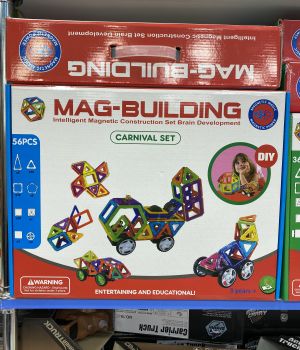 Intelligent Magnetic Construction Set Brain Development
MAG-BUILDING
MAG-BUILDING
Intelligent Magnetic Construction Set Brain Development
CARNIVAL SET
56PCS
DIY
36
WARNING
ENTERTAINING AND EDUCATIONAL!
Carrier Truck